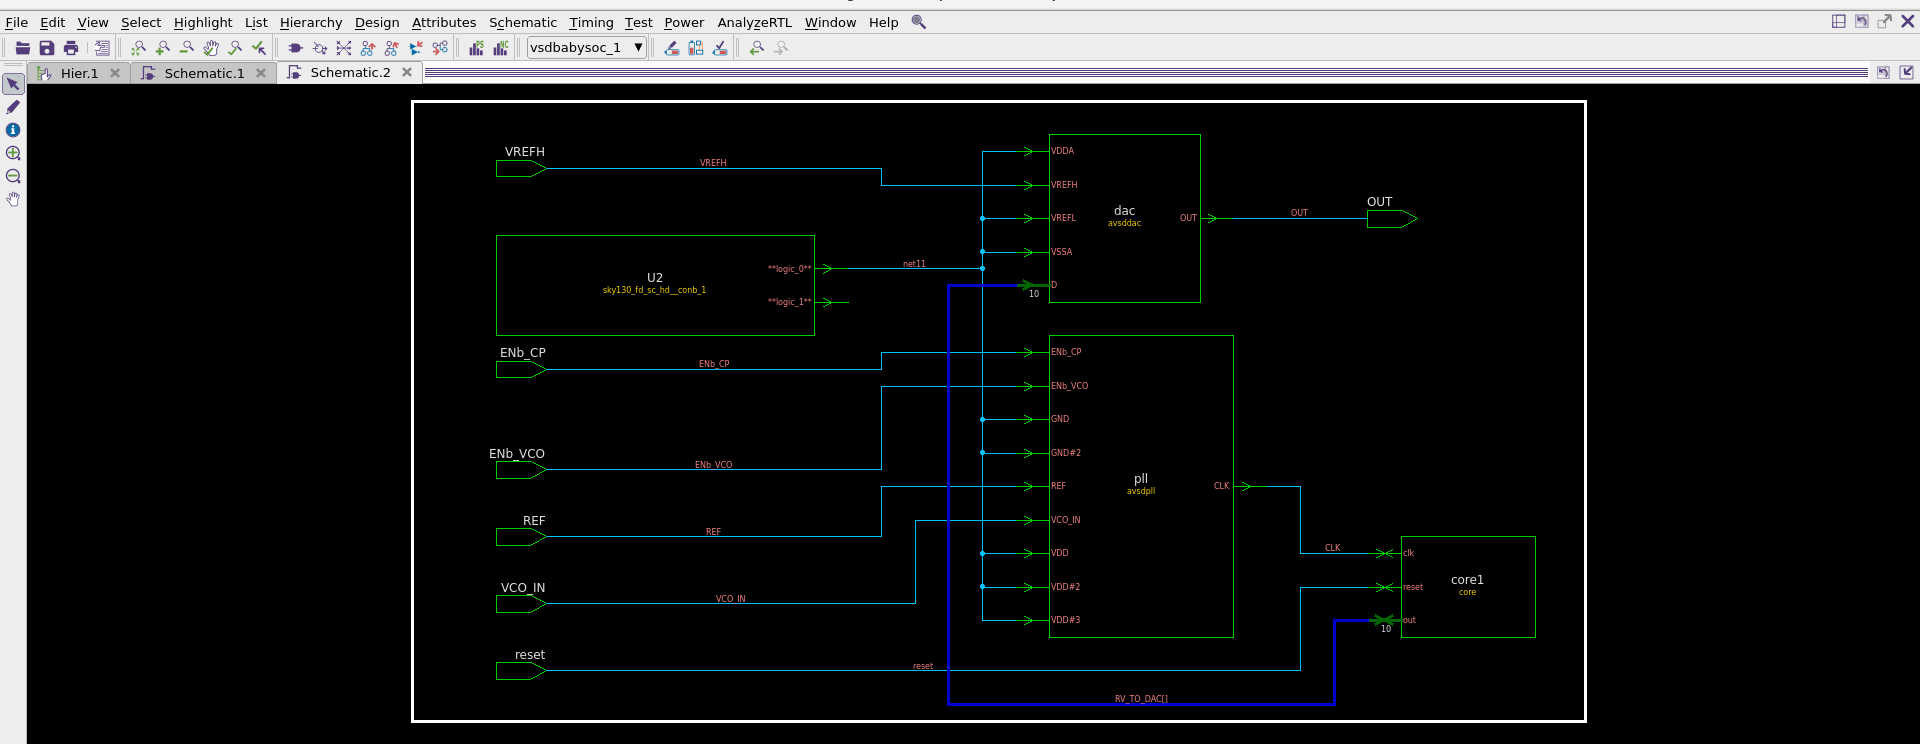 File Edit View Select Highlight List Hierarchy Design Attributes Schematic Timing Test Power AnalyzeRTL Window Help
vsdbabysoc_1
Hier.1 Schematic.1 Schematic.2
VREFH
VREFH
VDDA
VREFH
VREFL
VSSA
D
10
dac
avsddac
OUT
OUT
OUT
U2
sky130_fd_sc_hd__conb_1
**logic_0**
**logic_1**
net11
ENb_CP
ENb_CP
ENb_CP
ENb_VCO
GND
GND#2
REF
VCO_IN
VDD
VDD#2
VDD#3
pll
avsdpll
CLK
ENb_VCO
ENb_VCO
REF
REF
VCO_IN
VCO_IN
CLK
clk
reset
out
10
core1
core
reset
reset
RV_TO_DAC[]